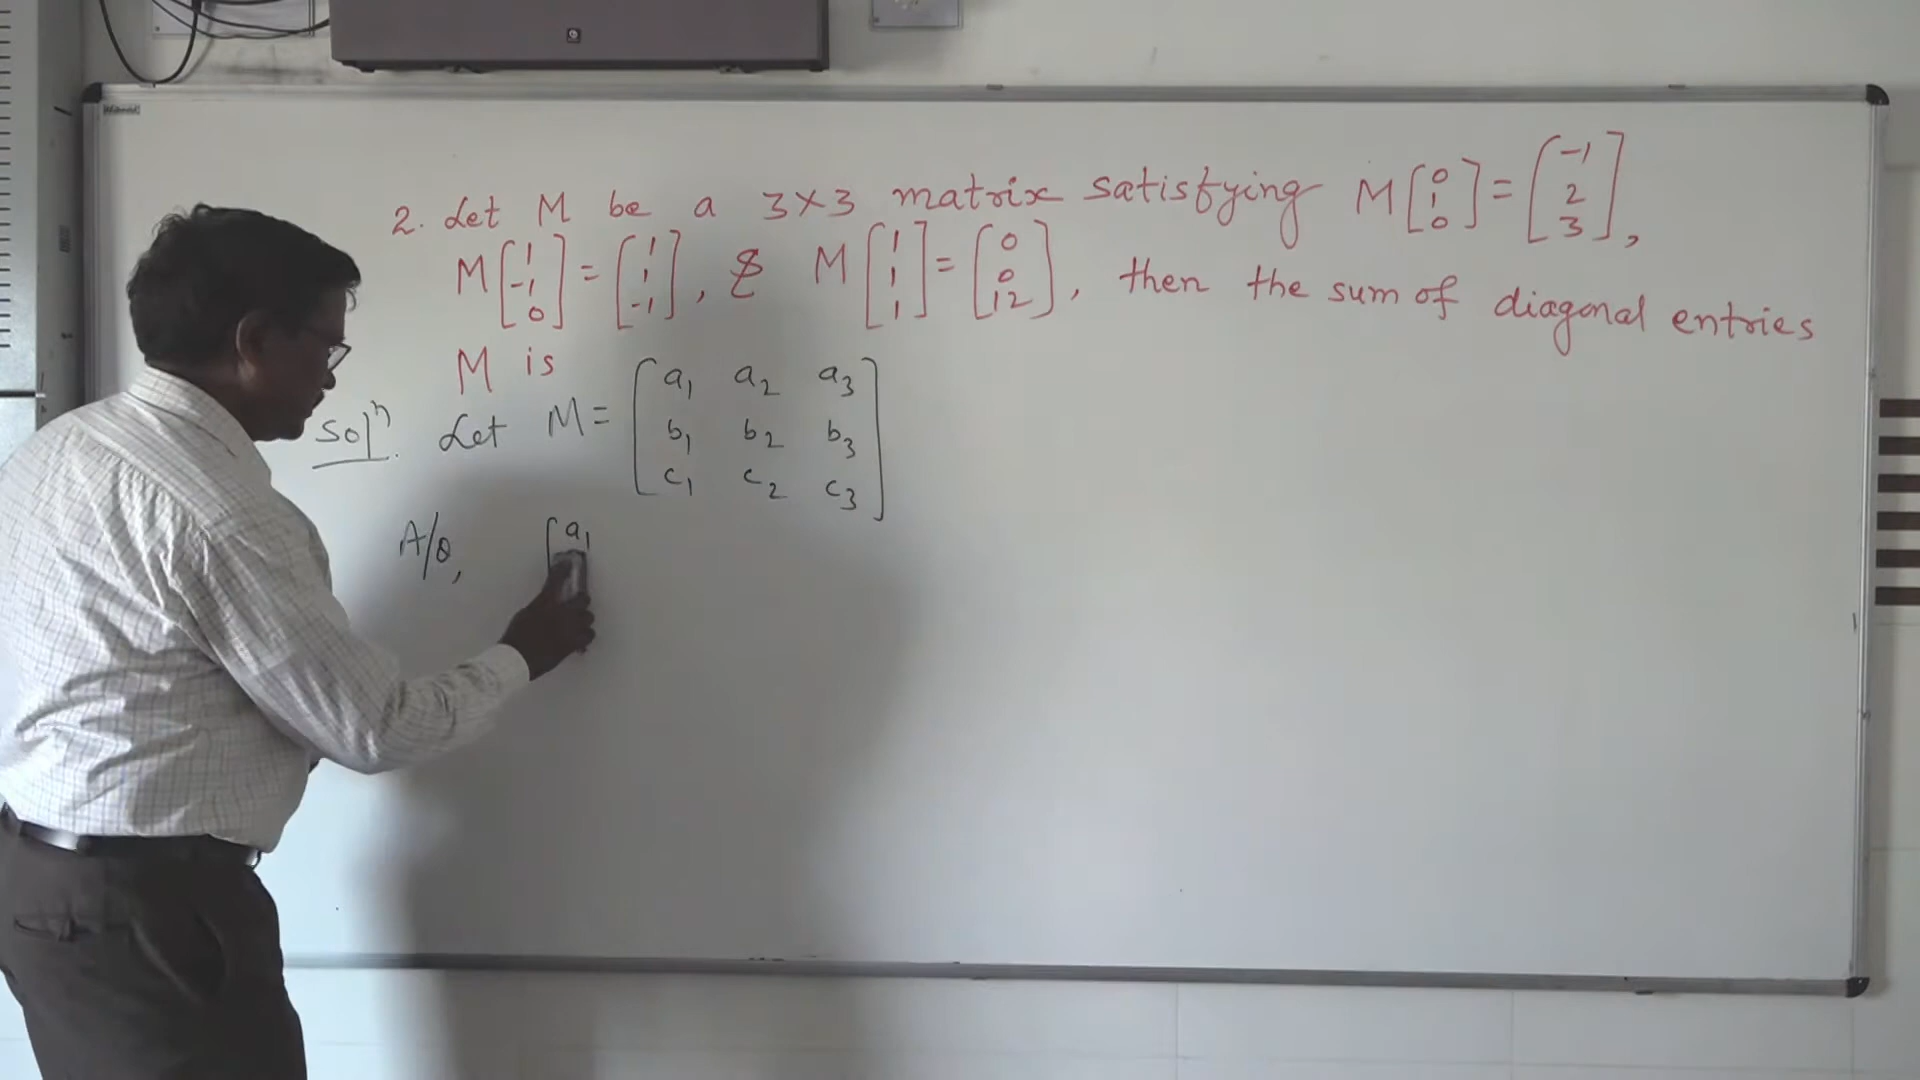 2. Let M be a 3×3 matrix satisfying M [0 1 0] = [-1 2 3],
M [1 -1 0] = [1 1 -1], & M [1 1 1] = [0 0 12], then the sum of diagonal entries
M is
Solⁿ. Let M = [a₁ a₂ a₃
b₁ b₂ b₃
c₁ c₂ c₃]
A/Q, [a₁